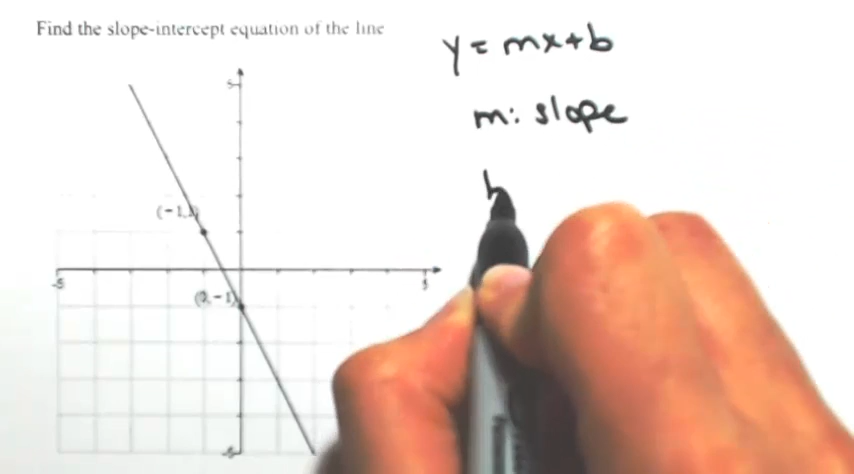 Find the slope-intercept equation of the line
y = mx + b
m: slope
b
5
(-1,1)
-5
5
(0,-1)
-5